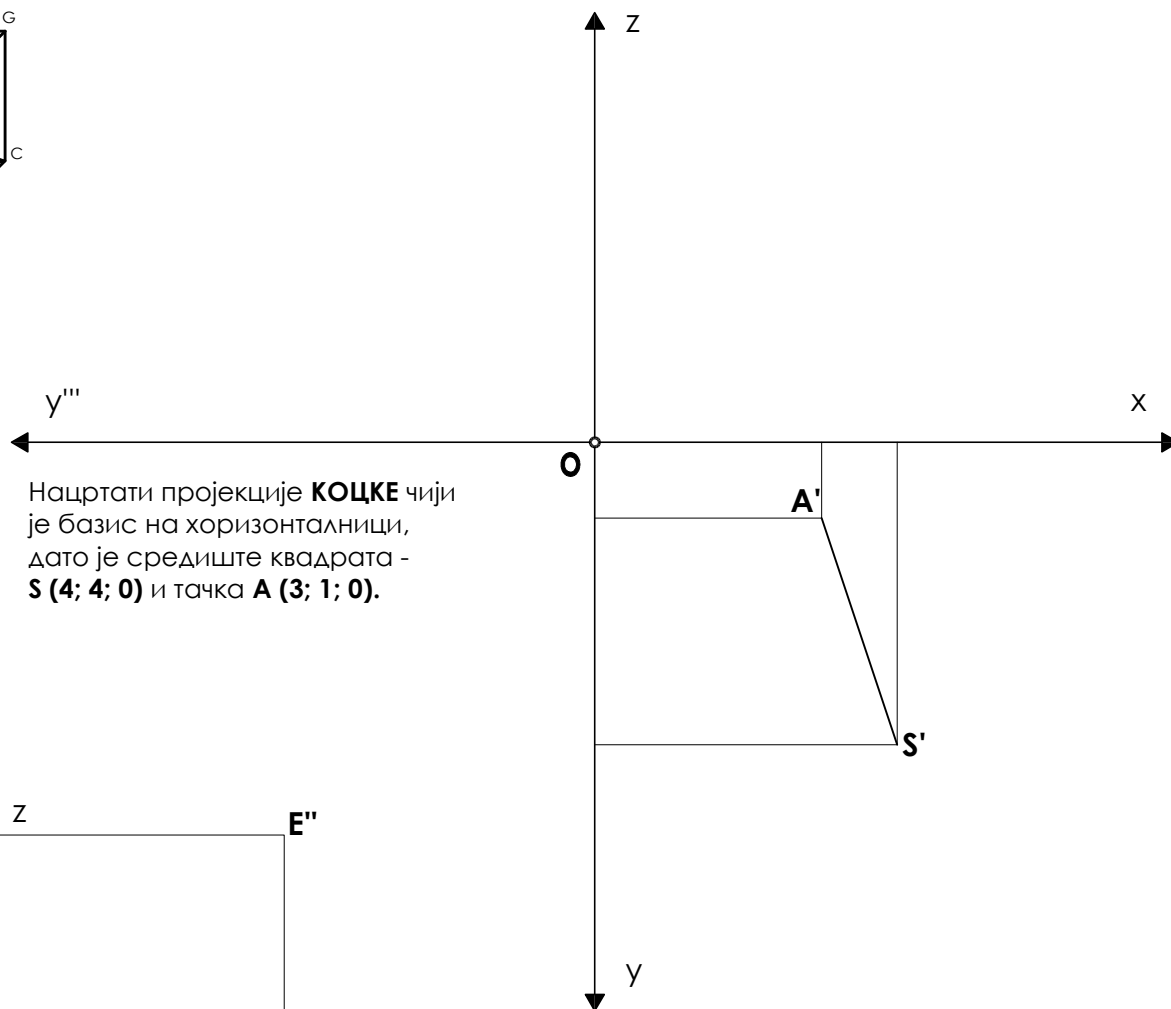 G
C
z
y'''
x
O
Нацртати пројекције КОЦКЕ чији
је базис на хоризонталници,
дато је средиште квадрата -
S (4; 4; 0) и тачка A (3; 1; 0).
A'
S'
z
E"
y